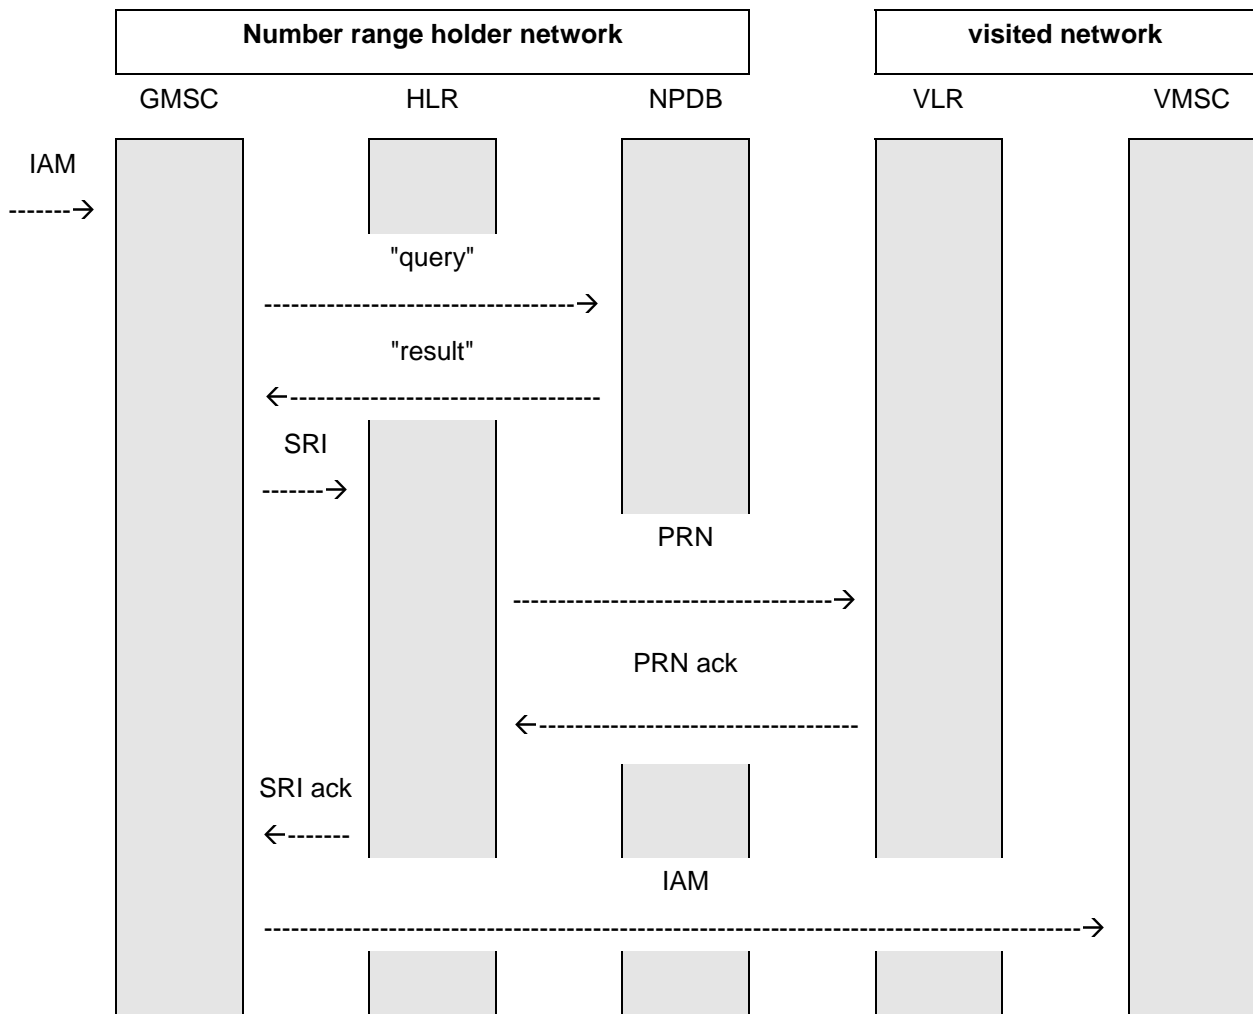 Number range holder network visited network
GMSC HLR NPDB VLR VMSC
IAM
"query"
"result"
SRI
PRN
PRN ack
SRI ack
IAM